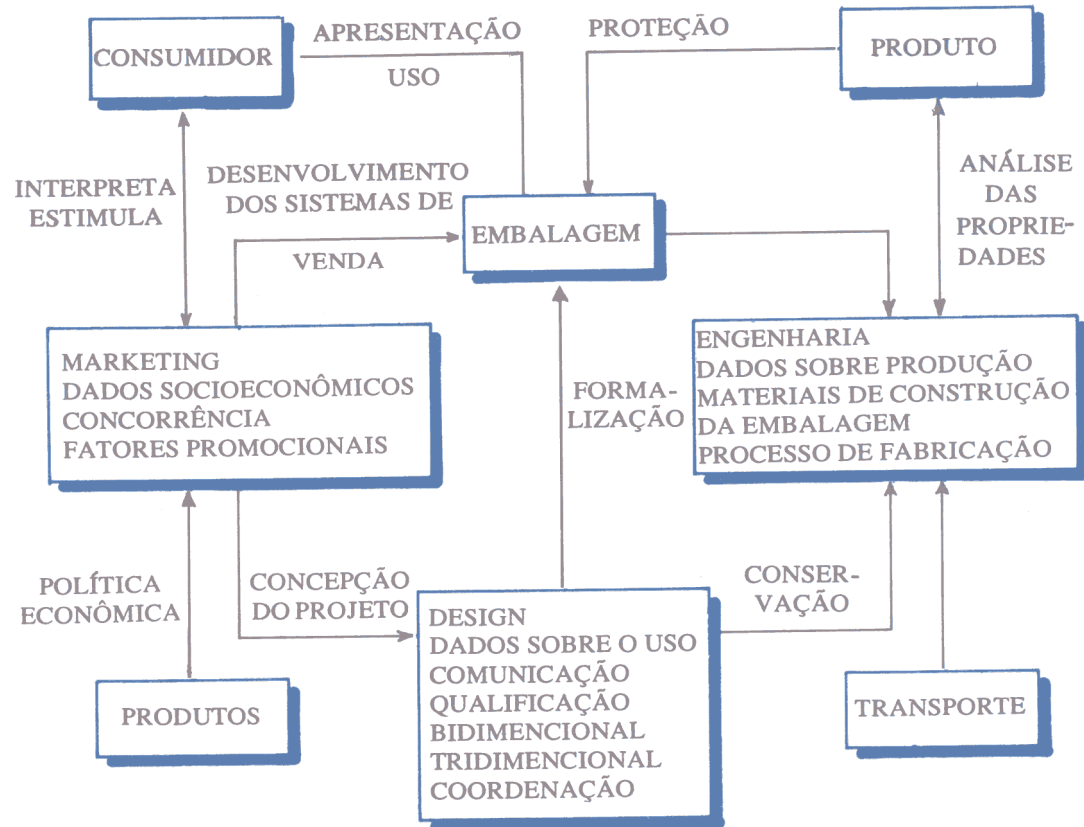 CONSUMIDOR
APRESENTAÇÃO
USO
PROTEÇÃO
PRODUTO
INTERPRETA
ESTIMULA
DESENVOLVIMENTO
DOS SISTEMAS DE
VENDA
EMBALAGEM
ANÁLISE
DAS
PROPRIE-
DADES
MARKETING
DADOS SOCIOECONÔMICOS
CONCORRÊNCIA
FATORES PROMOCIONAIS
FORMA-
LIZAÇÃO
ENGENHARIA
DADOS SOBRE PRODUÇÃO
MATERIAIS DE CONSTRUÇÃO
DA EMBALAGEM
PROCESSO DE FABRICAÇÃO
POLÍTICA
ECONÔMICA
CONCEPÇÃO
DO PROJETO
CONSER-
VAÇÃO
PRODUTOS
DESIGN
DADOS SOBRE O USO
COMUNICAÇÃO
QUALIFICAÇÃO
BIDIMENCIONAL
TRIDIMENCIONAL
COORDENAÇÃO
TRANSPORTE